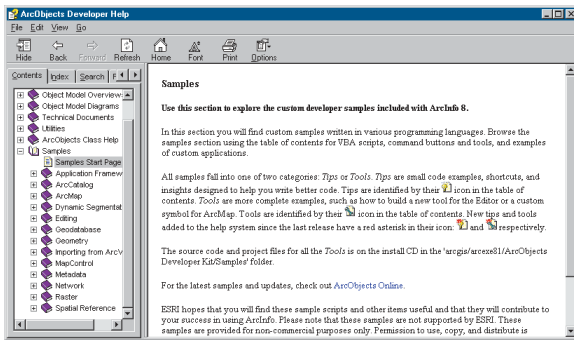 ArcObjects Developer Help
File Edit View Go
Hide Back Forward Refresh Home Font Print Options
Contents Index Search F
Object Model Overview
Object Model Diagrams
Technical Documents
Utilities
ArcObjects Class Help
Samples
Samples Start Page
Application Framew
ArcCatalog
ArcMap
Dynamic Segmentat
Editing
Geodatabase
Geometry
Importing from ArcV
MapControl
Metadata
Network
Raster
Spatial Reference
Samples
Use this section to explore the custom developer samples included with ArcInfo 8.
In this section you will find custom samples written in various programming languages. Browse the
samples section using the table of contents for VBA scripts, command buttons and tools, and examples
of custom applications.
All samples fall into one of two categories: Tips or Tools. Tips are small code examples, shortcuts, and
insights designed to help you write better code. Tips are identified by their icon in the table of
contents. Tools are more complete examples, such as how to build a new tool for the Editor or a custom
symbol for ArcMap. Tools are identified by their icon in the table of contents. New tips and tools
added to the help system since the last release have a red asterisk in their icon: and respectively.
The source code and project files for all the Tools is on the install CD in the 'arcgis/arcexe81/ArcObjects
Developer Kit/Samples' folder.
For the latest samples and updates, check out ArcObjects Online.
ESRI hopes that you will find these sample scripts and other items useful and that they will contribute to
your success in using ArcInfo. Please note that these samples are not supported by ESRI. These
samples are provided for non-commercial purposes only. Permission to use, copy, and distribute is